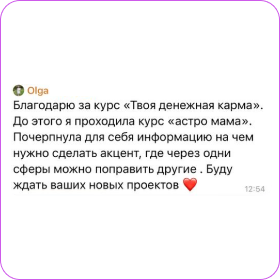 Olga
Благодарю за курс «Твоя денежная карма».
До этого я проходила курс «астро мама».
Почерпнула для себя информацию на чем
нужно сделать акцент, где через одни
сферы можно поправить другие . Буду
ждать ваших новых проектов ❤️
12:54